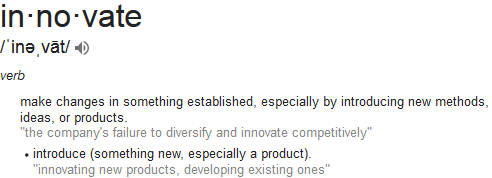 in·no·vate
/ˈinəˌvāt/
verb
make changes in something established, especially by introducing new methods,
ideas, or products.
"the company's failure to diversify and innovate competitively"
• introduce (something new, especially a product).
"innovating new products, developing existing ones"